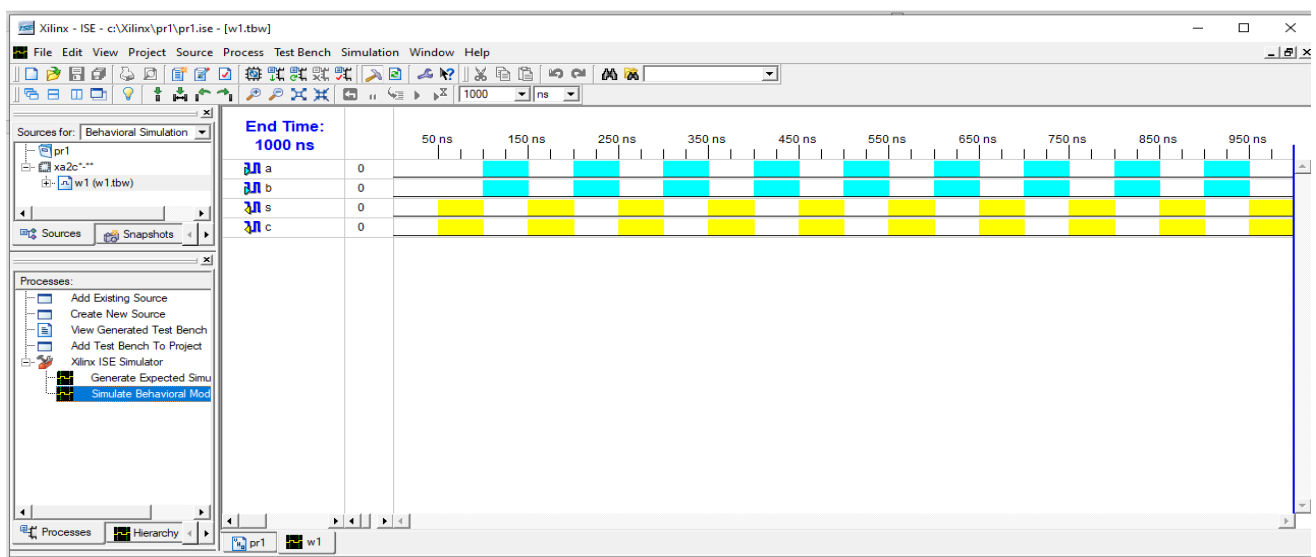 Xilinx - ISE - c:\Xilinx\pr1\pr1.ise - [w1.tbw]
File Edit View Project Source Process Test Bench Simulation Window Help
1000 ns
Sources for: Behavioral Simulation
pr1
xa2c*-**
w1 (w1.tbw)
Sources Snapshots
Processes:
Add Existing Source
Create New Source
View Generated Test Bench
Add Test Bench To Project
Xilinx ISE Simulator
Generate Expected Simu
Simulate Behavioral Mod
Processes Hierarchy
End Time:
1000 ns
50 ns 150 ns 250 ns 350 ns 450 ns 550 ns 650 ns 750 ns 850 ns 950 ns
a 0
b 0
s 0
c 0
pr1 w1